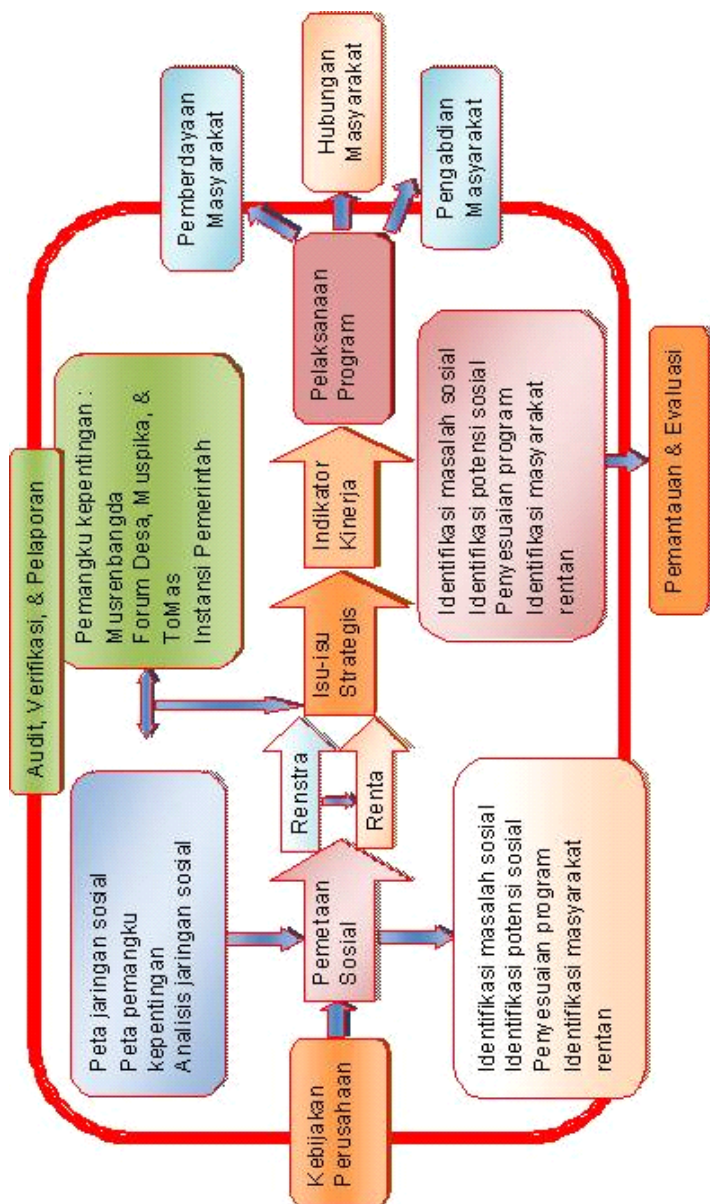 Audit, Verifikasi, & Pelaporan
Peta jaringan sosial
Peta pemangku
kepentingan
Analisis jaringan sosial
Pemangku kepentingan :
Musrenbangda
Forum Desa, Muspika, &
ToMas
Instansi Pemerintah
Pemberdayaan
Masyarakat
Kebijakan
Perusahaan
Pemetaan
Sosial
Renstra
Renta
Isu-isu
Strategis
Indikator
Kinerja
Pelaksanaan
Program
Hubungan
Masyarakat
Pengabdian
Masyarakat
Identifikasi masalah sosial
Identifikasi potensi sosial
Penyesuaian program
Identifikasi masyarakat
rentan
Identifikasi masalah sosial
Identifikasi potensi sosial
Penyesuaian program
Identifikasi masyarakat
rentan
Pemantauan & Evaluasi